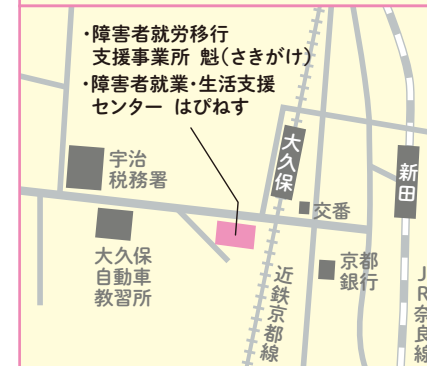 ・障害者就労移行
支援事業所 魁(さきがけ)
・障害者就業・生活支援
センター はぴねす
宇治
税務署
大久保
新田
交番
大久保
自動車
教習所
京都
銀行
近鉄京都線
JR奈良線